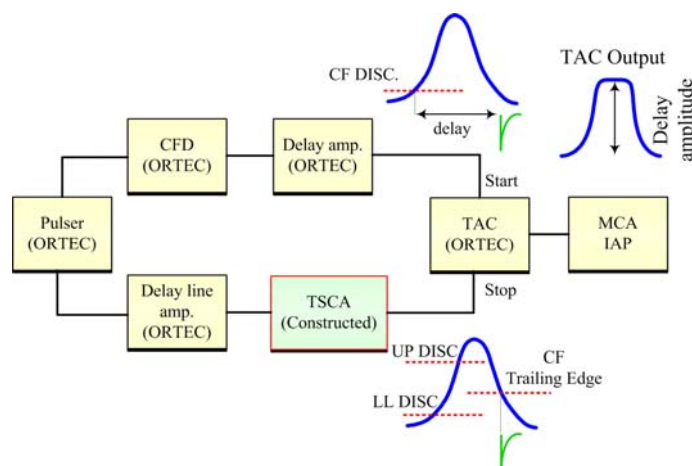 CF DISC.
delay
TAC Output
Delay
amplitude
CFD
(ORTEC)
Delay amp.
(ORTEC)
Start
Pulser
(ORTEC)
TAC
(ORTEC)
MCA
IAP
Delay line
amp.
(ORTEC)
TSCA
(Constructed)
Stop
UP DISC
CF
Trailing Edge
LL DISC